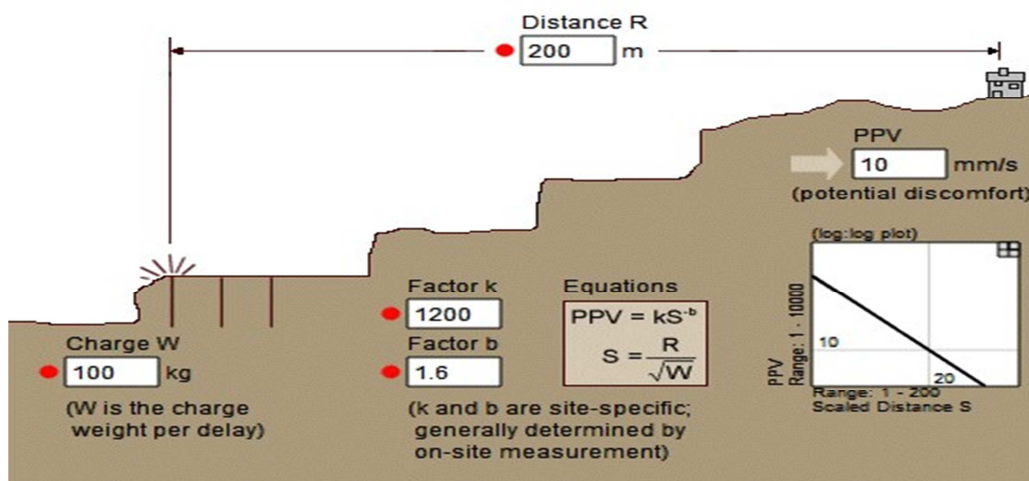 Distance R
200 m
PPV
10 mm/s
(potential discomfort)
(log:log plot)
PPV
Range: 1 - 10000
10
20
Range: 1 - 200
Scaled Distance S
Factor k
1200
Factor b
1.6
(k and b are site-specific;
generally determined by
on-site measurement)
Equations
PPV = kS^-b
S = R/√W
Charge W
100 kg
(W is the charge
weight per delay)